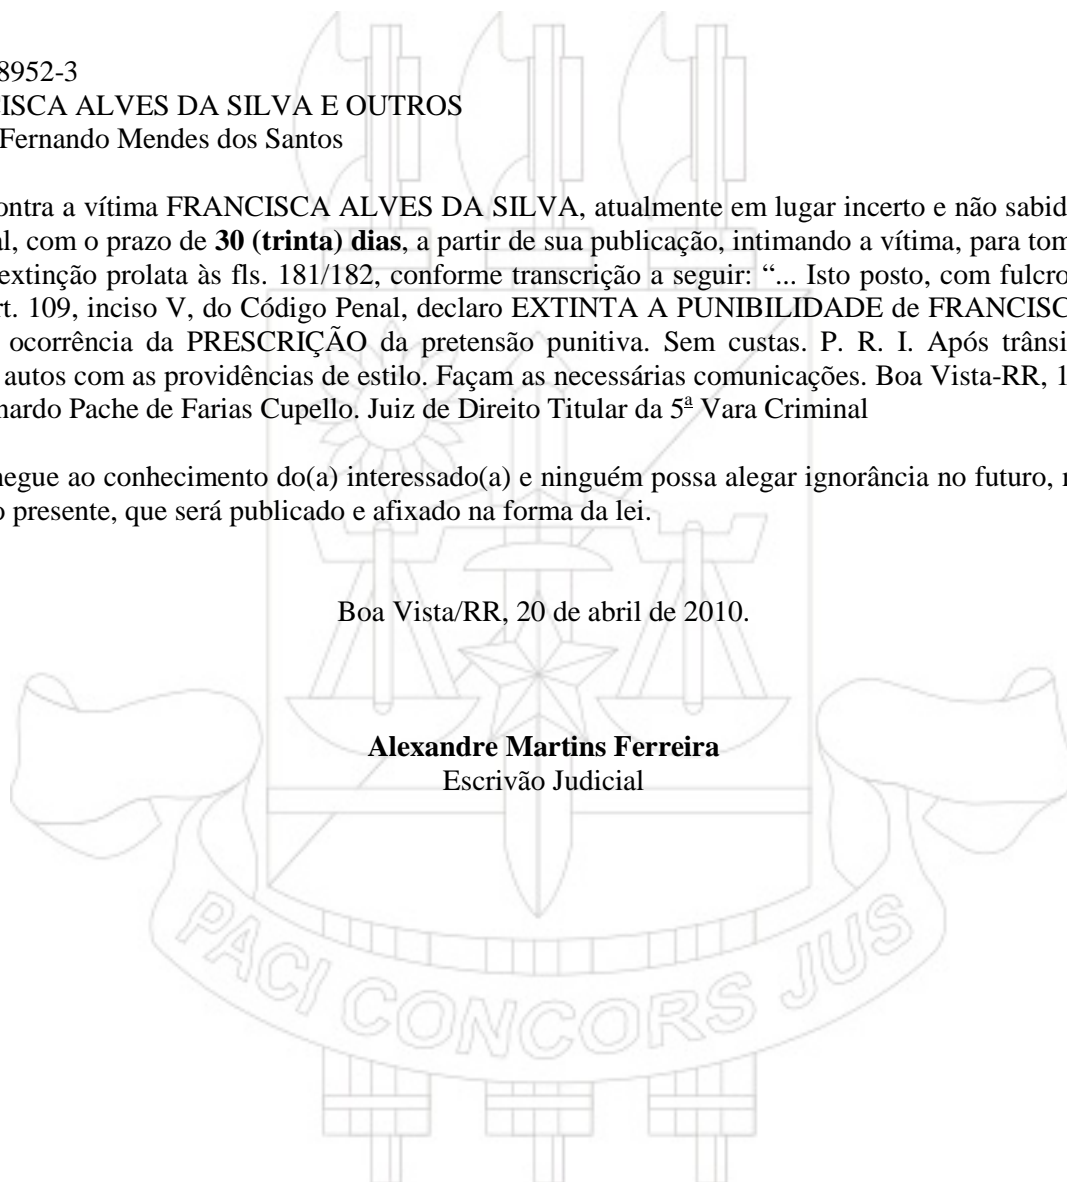 8952-3
ISCA ALVES DA SILVA E OUTROS
Fernando Mendes dos Santos
ontra a vítima FRANCISCA ALVES DA SILVA, atualmente em lugar incerto e não sabid
al, com o prazo de 30 (trinta) dias, a partir de sua publicação, intimando a vítima, para tom
extinção prolata às fls. 181/182, conforme transcrição a seguir: “... Isto posto, com fulcro
rt. 109, inciso V, do Código Penal, declaro EXTINTA A PUNIBILIDADE de FRANCISC
ocorrência da PRESCRIÇÃO da pretensão punitiva. Sem custas. P. R. I. Após trânsi
autos com as providências de estilo. Façam as necessárias comunicações. Boa Vista-RR, 1
nardo Pache de Farias Cupello. Juiz de Direito Titular da 5ª Vara Criminal
hegue ao conhecimento do(a) interessado(a) e ninguém possa alegar ignorância no futuro,
o presente, que será publicado e afixado na forma da lei.
Boa Vista/RR, 20 de abril de 2010.
Alexandre Martins Ferreira
Escrivão Judicial
PACI CONCORS JUS